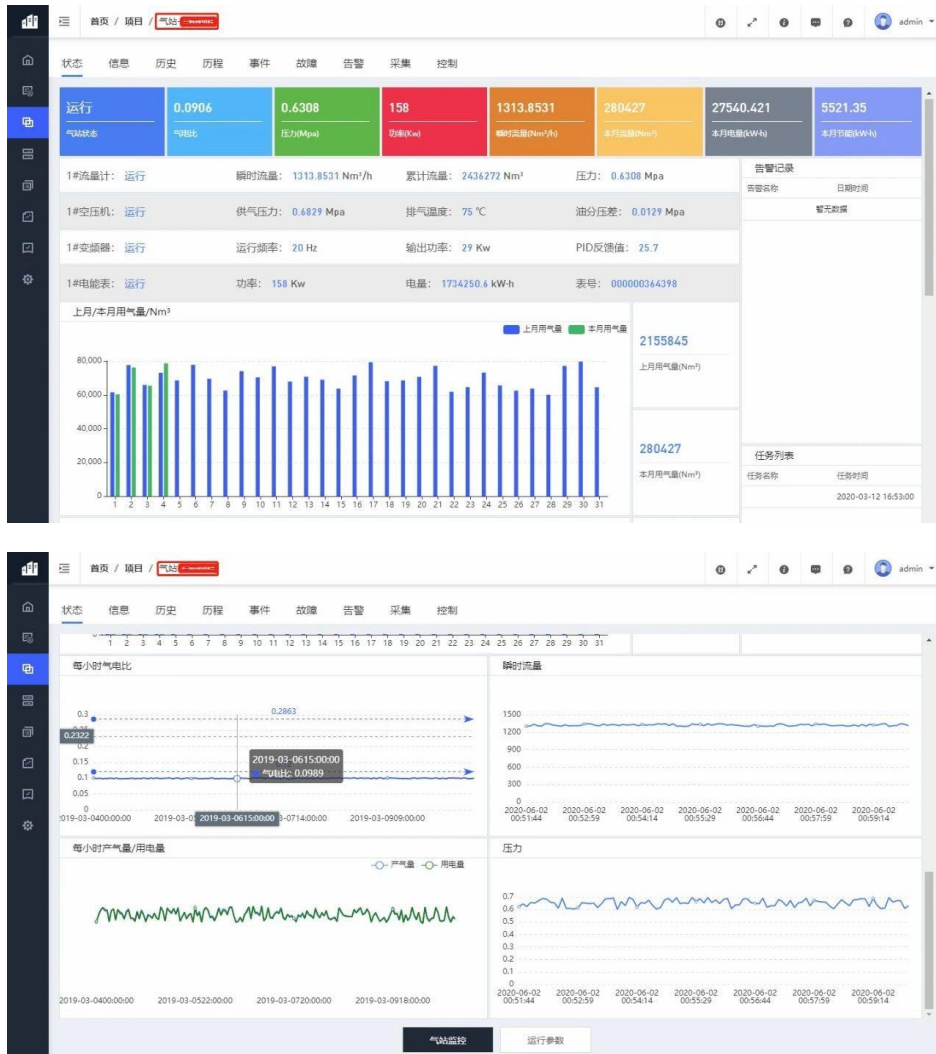 首页 / 项目 / 气站
admin
状态 信息 历史 历程 事件 故障 告警 采集 控制
运行 0.0906 0.6308 158 1313.8531 280427 27540.421 5521.35
气站状态 气电比 压力(Mpa) 功率(Kw) 瞬时流量(Nm³/h) 本月流量(Nm³) 本月电量(kW·h) 本月节能(kW·h)
1#流量计: 运行 瞬时流量: 1313.8531 Nm³/h 累计流量: 2436272 Nm³ 压力: 0.6308 Mpa
1#空压机: 运行 供气压力: 0.6829 Mpa 排气温度: 75 ℃ 油分压差: 0.0129 Mpa
1#变频器: 运行 运行频率: 20 Hz 输出功率: 29 Kw PID反馈值: 25.7
1#电能表: 运行 功率: 158 Kw 电量: 1734250.6 kW·h 表号: 000000364398
告警记录
告警名称 日期时间
暂无数据
上月/本月用气量/Nm³
上月用气量 本月用气量
80,000
60,000
40,000
20,000
0
1 2 3 4 5 6 7 8 9 10 11 12 13 14 15 16 17 18 19 20 21 22 23 24 25 26 27 28 29 30 31
2155845
上月用气量(Nm³)
280427
本月用气量(Nm³)
任务列表
任务名称 任务时间
2020-03-12 16:53:00
首页 / 项目 / 气站
admin
状态 信息 历史 历程 事件 故障 告警 采集 控制
1 2 3 4 5 6 7 8 9 10 11 12 13 14 15 16 17 18 19 20 21 22 23 24 25 26 27 28 29 30 31
每小时气电比
0.2863
0.3
0.2322
0.2
0.15
0.1
0.05
0
2019-03-0615:00:00
气电比: 0.0989
019-03-0400:00:00 2019-03-05 2019-03-0615:00:00 3-0714:00:00 2019-03-0909:00:00
瞬时流量
1500
1200
900
600
300
0
2020-06-02 2020-06-02 2020-06-02 2020-06-02 2020-06-02 2020-06-02 2020-06-02
00:51:44 00:52:59 00:54:14 00:55:29 00:56:44 00:57:59 00:59:14
每小时产气量/用电量
产气量 用电量
2019-03-0400:00:00 2019-03-0522:00:00 2019-03-0720:00:00 2019-03-0918:00:00
压力
0.7
0.6
0.5
0.4
0.3
0.2
0.1
0
2020-06-02 2020-06-02 2020-06-02 2020-06-02 2020-06-02 2020-06-02 2020-06-02
00:51:44 00:52:59 00:54:14 00:55:29 00:56:44 00:57:59 00:59:14
气站监控 运行参数